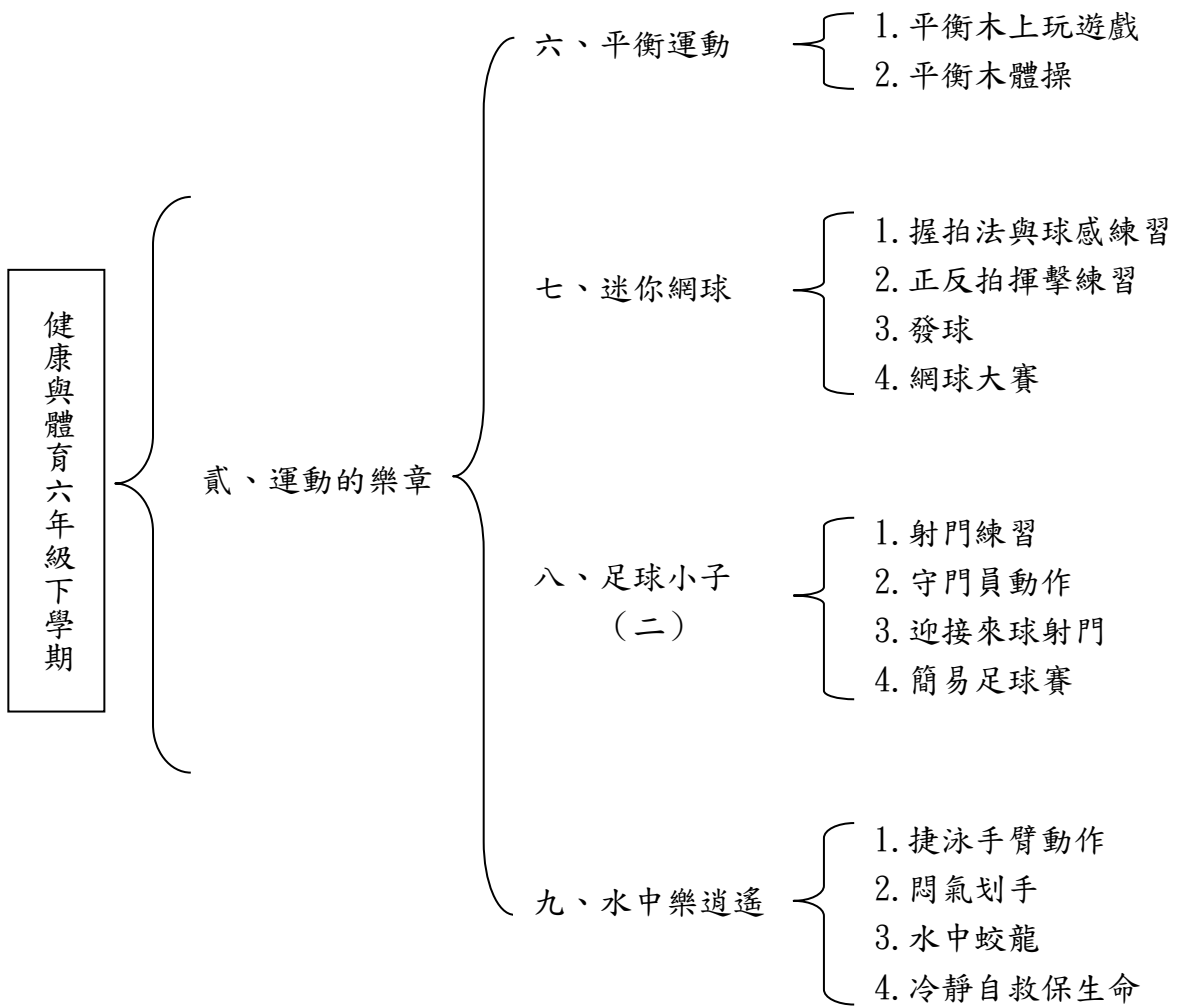 健康與體育六年級下學期
貳、運動的樂章
六、平衡運動
1.平衡木上玩遊戲
2.平衡木體操
七、迷你網球
1.握拍法與球感練習
2.正反拍揮擊練習
3.發球
4.網球大賽
八、足球小子
（二）
1.射門練習
2.守門員動作
3.迎接來球射門
4.簡易足球賽
九、水中樂逍遙
1.捷泳手臂動作
2.悶氣划手
3.水中蛟龍
4.冷靜自救保生命